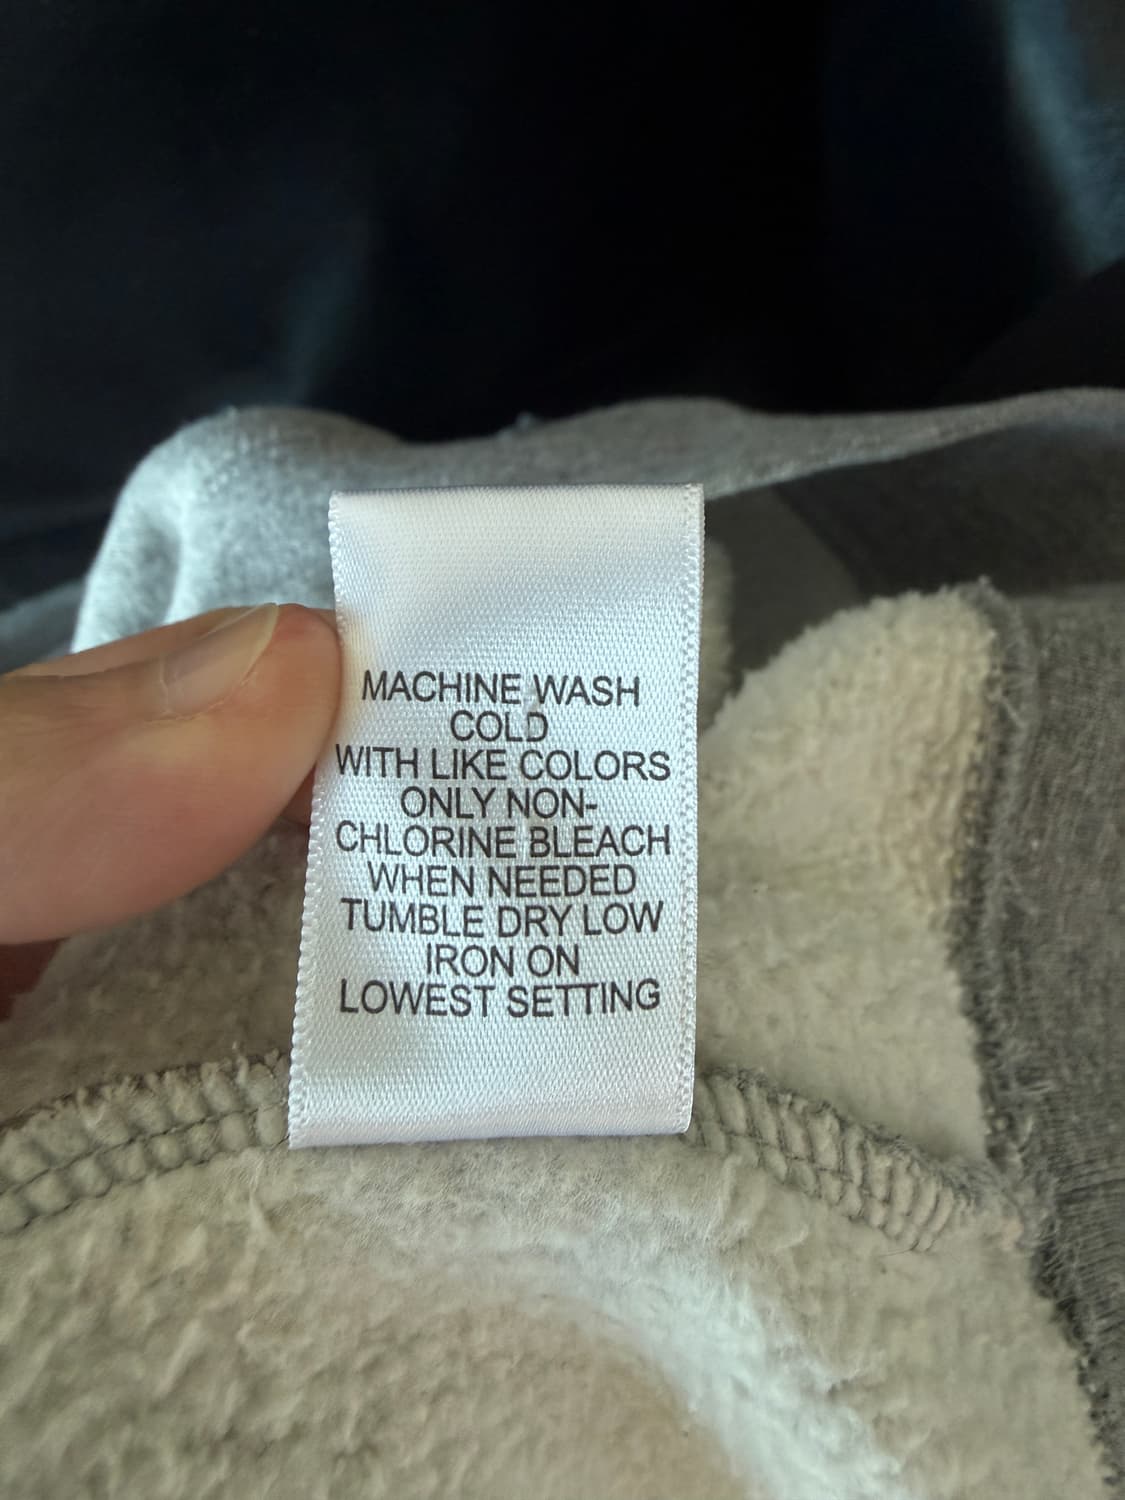 MACHINE WASH
COLD
WITH LIKE COLORS
ONLY NON-
CHLORINE BLEACH
WHEN NEEDED
TUMBLE DRY LOW
IRON ON
LOWEST SETTING